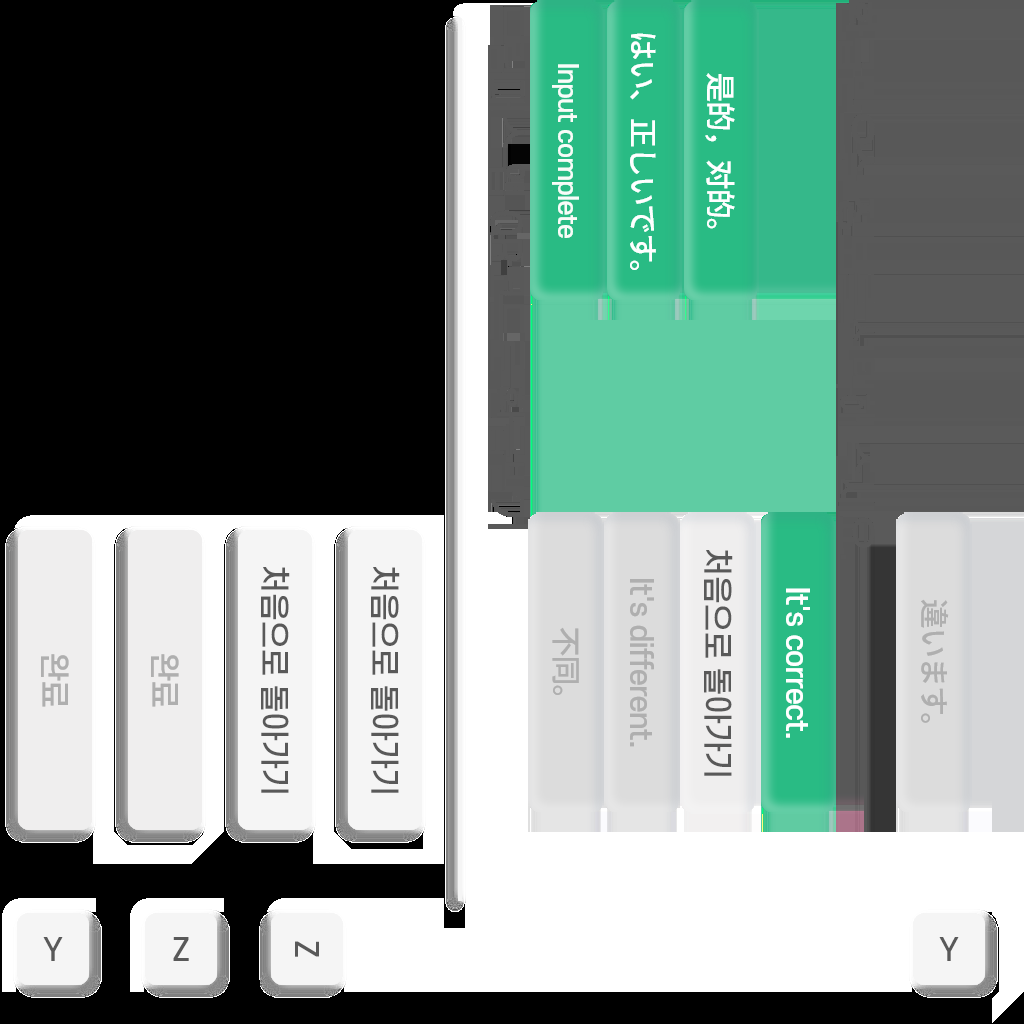 Input complete
はい、正しいです。
是的，对的。
완료
완료
처음으로 돌아가기
처음으로 돌아가기
不同。
It's different.
처음으로 돌아가기
It's correct.
違います。
Y
Z
Z
Y